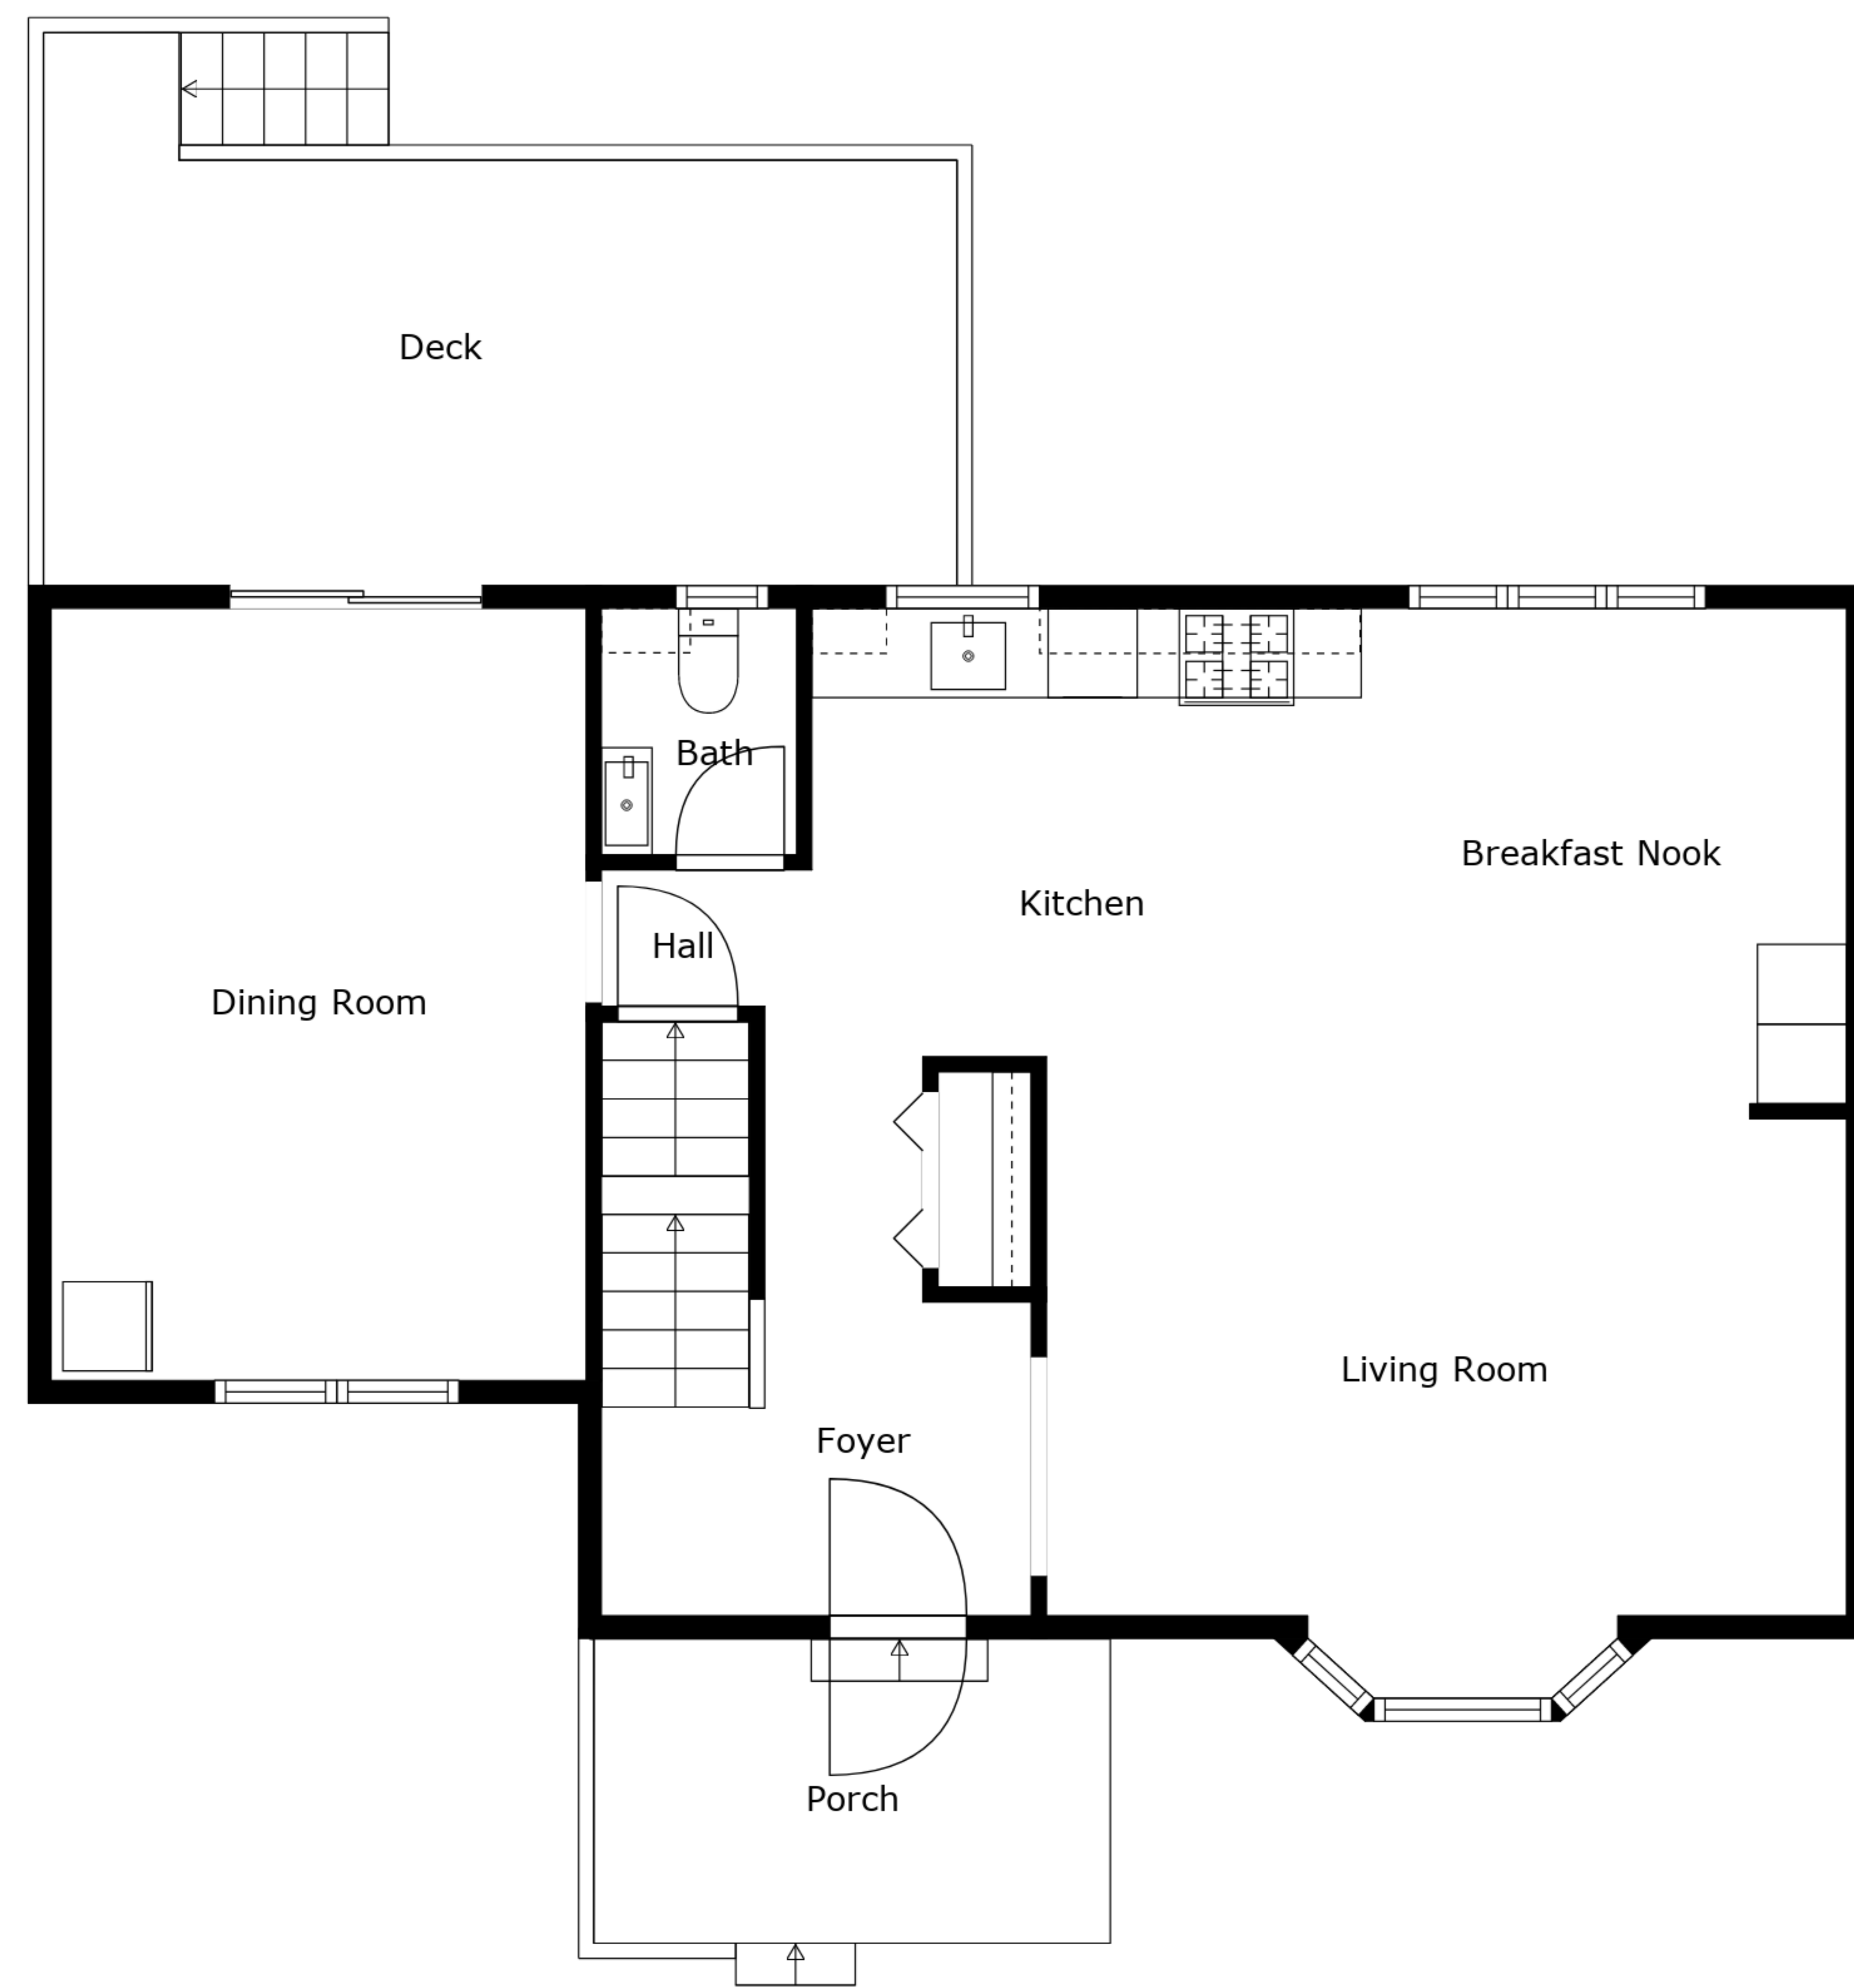 Deck
Bath
Breakfast Nook
Kitchen
Hall
Dining Room
Living Room
Foyer
Porch